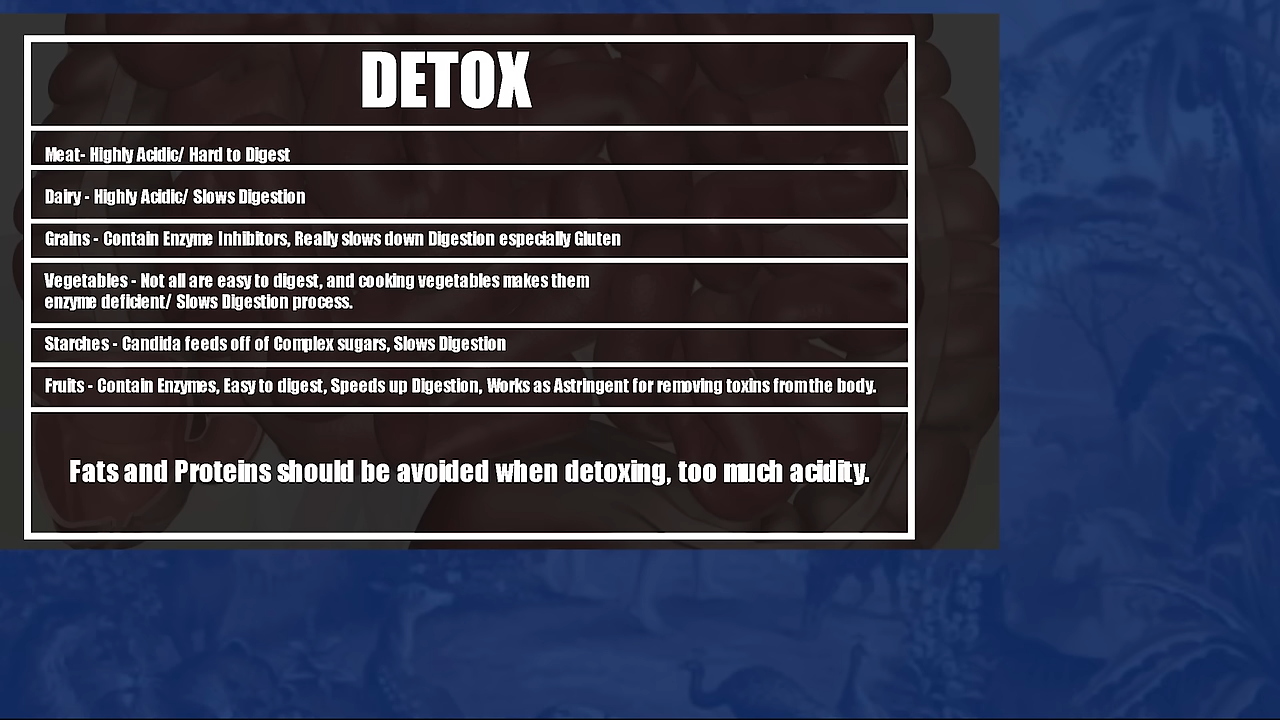 DETOX
Meat- Highly Acidic/ Hard to Digest
Dairy - Highly Acidic/ Slows Digestion
Grains - Contain Enzyme Inhibitors, Really slows down Digestion especially Gluten
Vegetables - Not all are easy to digest, and cooking vegetables makes them
enzyme deficient/ Slows Digestion process.
Starches - Candida feeds off of Complex sugars, Slows Digestion
Fruits - Contain Enzymes, Easy to digest, Speeds up Digestion, Works as Astringent for removing toxins from the body.
Fats and Proteins should be avoided when detoxing, too much acidity.